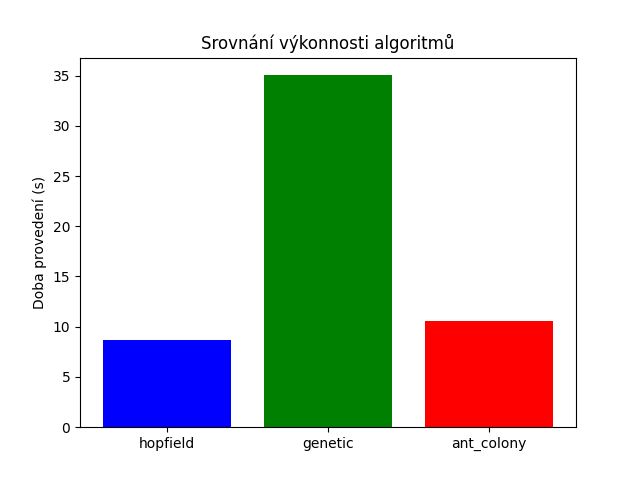 Srovnání výkonnosti algoritmů
Doba provedení (s)
35
30
25
20
15
10
5
0
hopfield
genetic
ant_colony